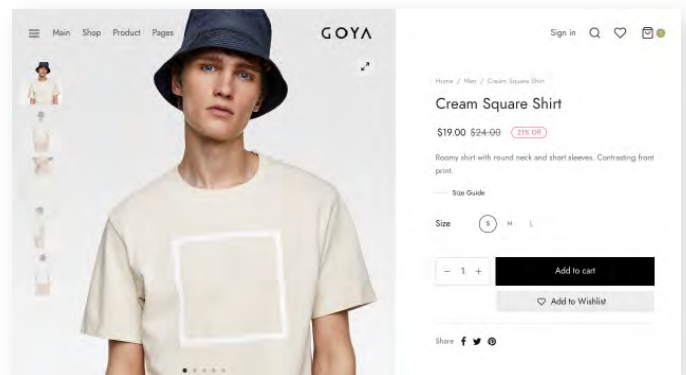 Main Shop Product Pages
GOYA
Sign in
Home / Men / Cream Square Shirt
Cream Square Shirt
$19.00 $24.00 21% Off
Roomy shirt with round neck and short sleeves. Contrasting front
print.
Size Guide
Size S M L
− 1 + Add to cart
Add to Wishlist
Share